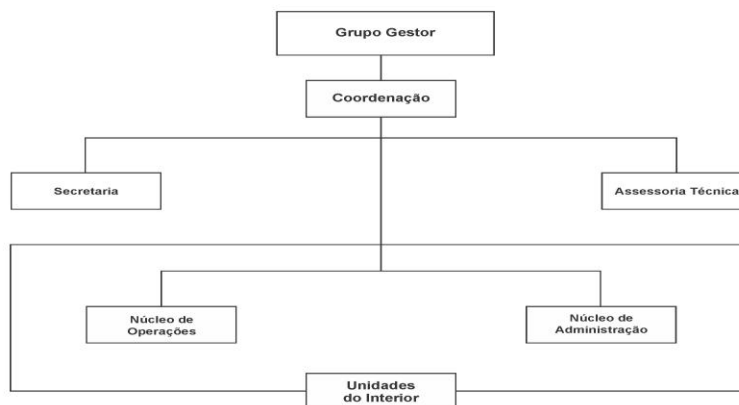 Grupo Gestor
Coordenação
Secretaria
Assessoria Técnica
Núcleo de
Operações
Núcleo de
Administração
Unidades
do Interior